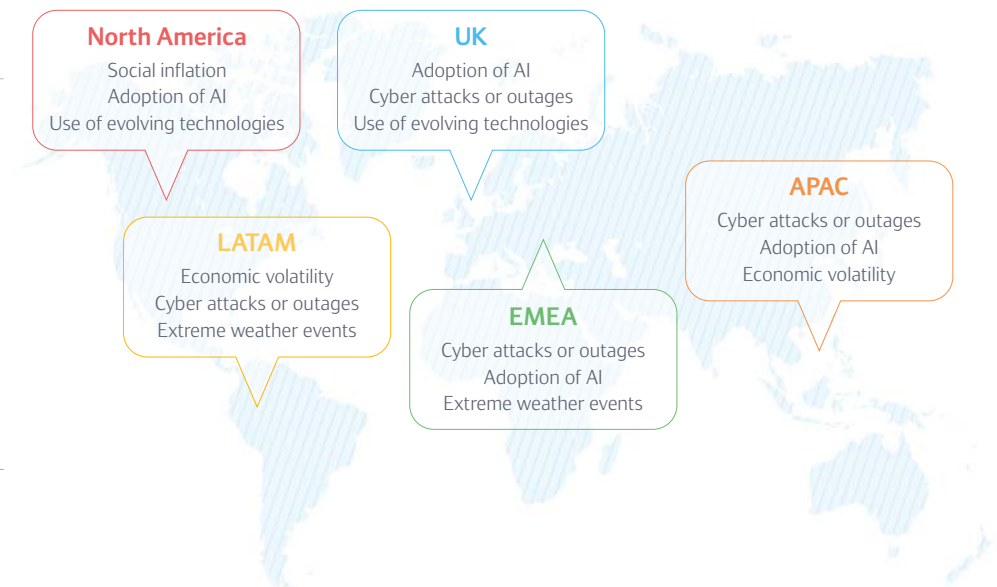 North America
Social inflation
Adoption of AI
Use of evolving technologies
UK
Adoption of AI
Cyber attacks or outages
Use of evolving technologies
APAC
Cyber attacks or outages
Adoption of AI
Economic volatility
LATAM
Economic volatility
Cyber attacks or outages
Extreme weather events
EMEA
Cyber attacks or outages
Adoption of AI
Extreme weather events